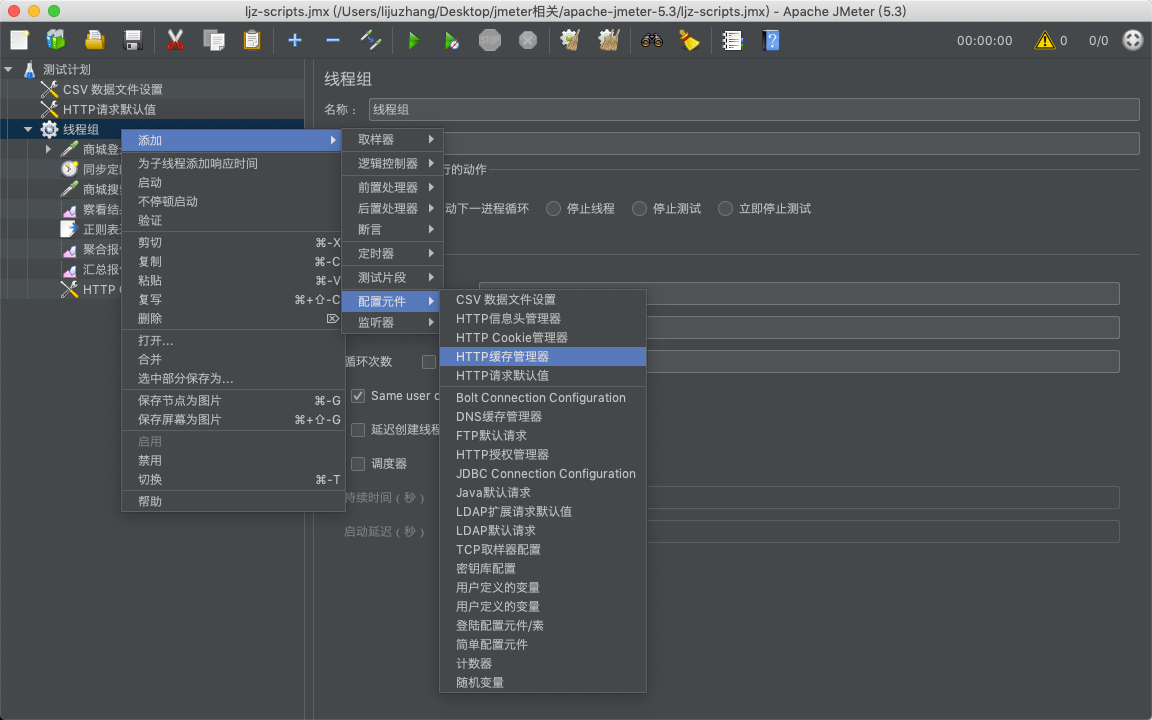 ljz-scripts.jmx (/Users/lijuzhang/Desktop/jmeter相关/apache-jmeter-5.3/ljz-scripts.jmx) - Apache JMeter (5.3)
00:00:00
0
0/0
测试计划
CSV 数据文件设置
HTTP请求默认值
线程组
商城登
同步定
商城搜
察看结
正则表
聚合报
汇总报
HTTP
添加
为子线程添加响应时间
启动
不停顿启动
验证
剪切 ⌘-X
复制 ⌘-C
粘贴 ⌘-V
复写 ⌘+⇧-C
删除 ⌦
打开...
合并
选中部分保存为...
保存节点为图片 ⌘-G
保存屏幕为图片 ⌘+⇧-G
启用
禁用
切换 ⌘-T
帮助
取样器
逻辑控制器
前置处理器
后置处理器
断言
定时器
测试片段
配置元件
监听器
CSV 数据文件设置
HTTP信息头管理器
HTTP Cookie管理器
HTTP缓存管理器
HTTP请求默认值
Bolt Connection Configuration
DNS缓存管理器
FTP默认请求
HTTP授权管理器
JDBC Connection Configuration
Java默认请求
LDAP扩展请求默认值
LDAP默认请求
TCP取样器配置
密钥库配置
用户定义的变量
用户定义的变量
登陆配置元件/素
简单配置元件
计数器
随机变量
线程组
名称： 线程组
行的动作
动下一进程循环 停止线程 停止测试 立即停止测试
循环次数
Same user
延迟创建线程
调度器
持续时间（秒）
启动延迟（秒）